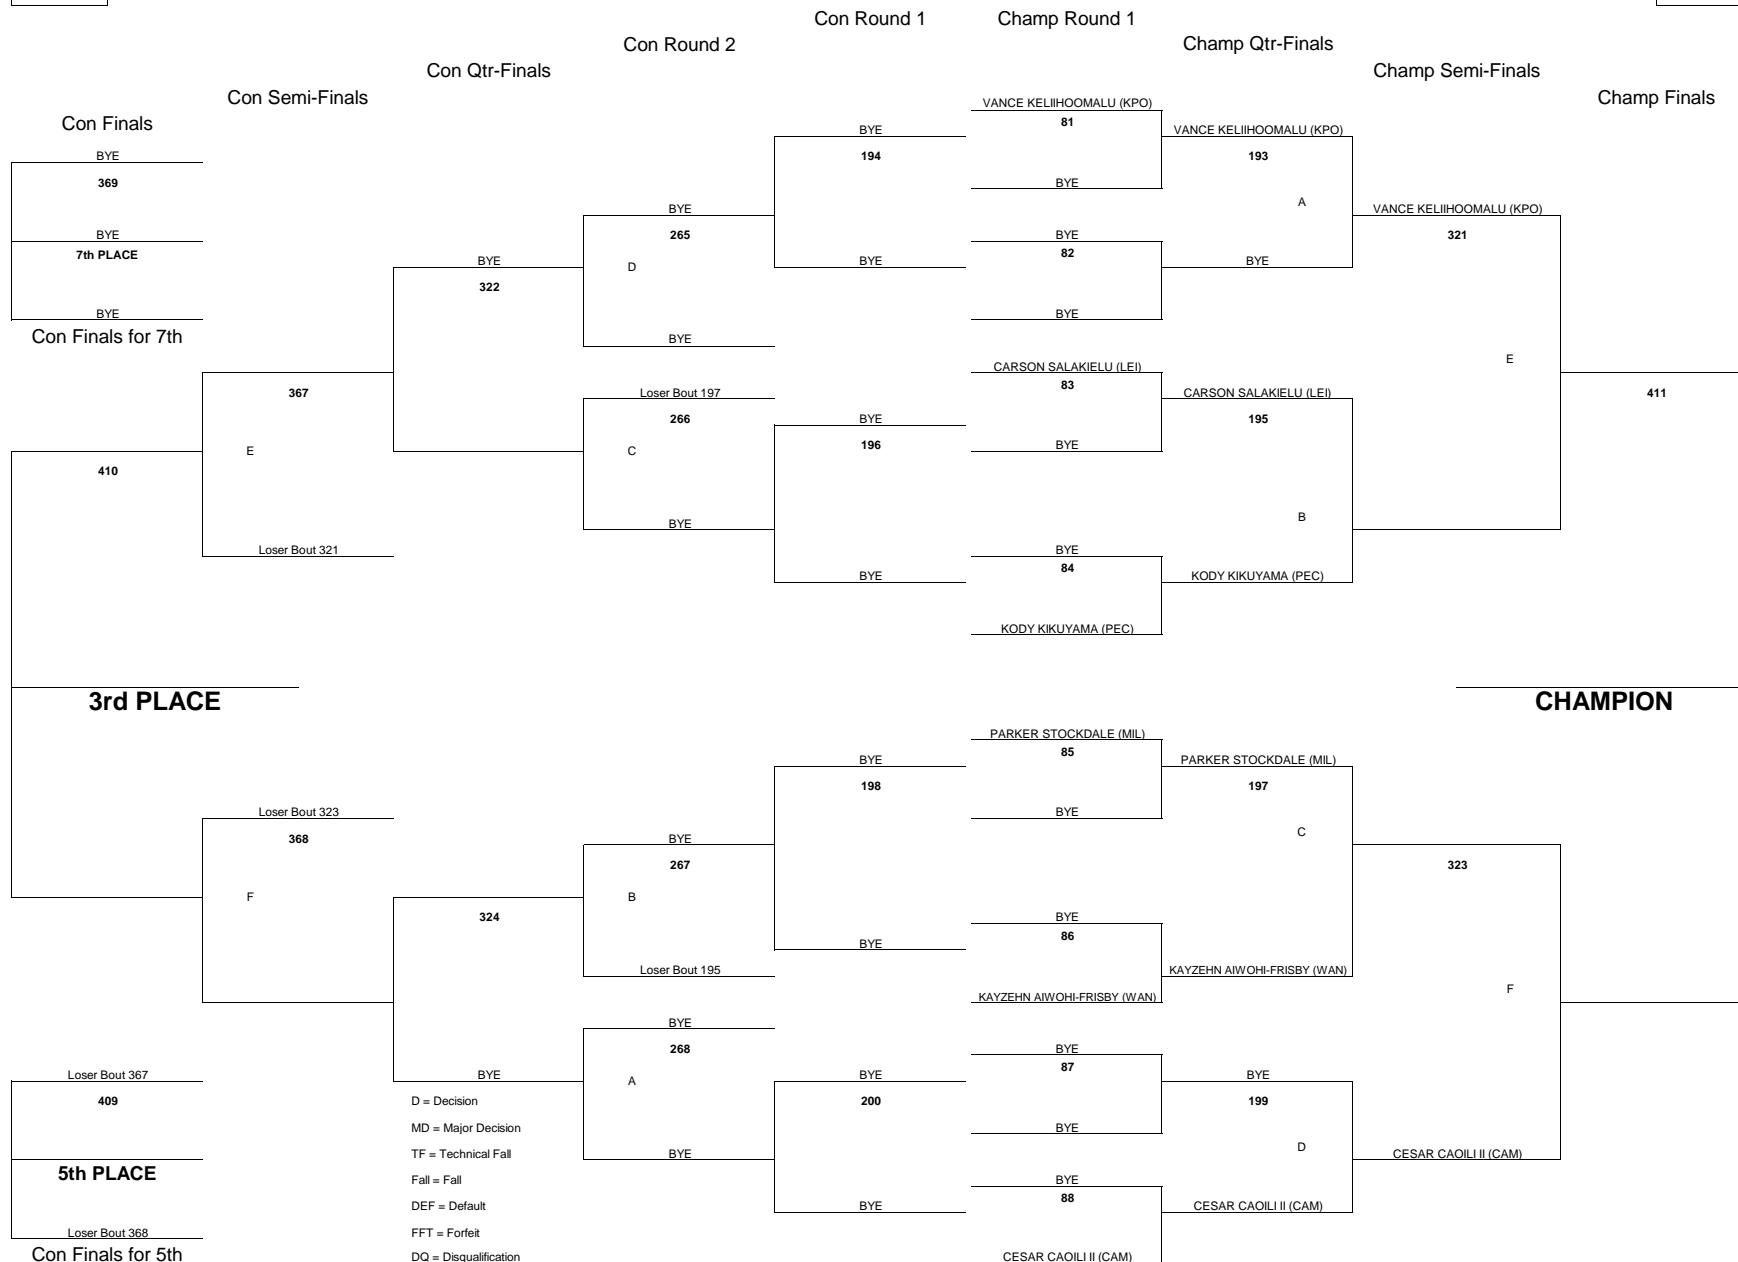 Con Round 1
Champ Round 1
Con Round 2
Champ Qtr-Finals
Con Qtr-Finals
Champ Semi-Finals
Con Semi-Finals
Champ Finals
Con Finals
VANCE KELIIHOOMALU (KPO)
81
BYE
VANCE KELIIHOOMALU (KPO)
BYE
194
193
369
BYE
A
BYE
VANCE KELIIHOOMALU (KPO)
BYE
BYE
265
321
7th PLACE
82
BYE
BYE
BYE
D
322
BYE
BYE
Con Finals for 7th
BYE
E
CARSON SALAKIELU (LEI)
83
367
Loser Bout 197
CARSON SALAKIELU (LEI)
411
266
BYE
195
196
E
C
BYE
410
B
BYE
Loser Bout 321
BYE
84
BYE
KODY KIKUYAMA (PEC)
KODY KIKUYAMA (PEC)
3rd PLACE
CHAMPION
PARKER STOCKDALE (MIL)
85
BYE
PARKER STOCKDALE (MIL)
198
197
Loser Bout 323
BYE
C
368
BYE
267
323
F
B
324
BYE
86
BYE
Loser Bout 195
KAYZEHN AIWOHI-FRISBY (WAN)
F
KAYZEHN AIWOHI-FRISBY (WAN)
BYE
268
BYE
87
Loser Bout 367
BYE
A
BYE
BYE
409
D = Decision
200
199
MD = Major Decision
BYE
D
TF = Technical Fall
BYE
CESAR CAOILI II (CAM)
5th PLACE
Fall = Fall
BYE
88
DEF = Default
BYE
CESAR CAOILI II (CAM)
Loser Bout 368
FFT = Forfeit
Con Finals for 5th
DQ = Disqualification
CESAR CAOILI II (CAM)